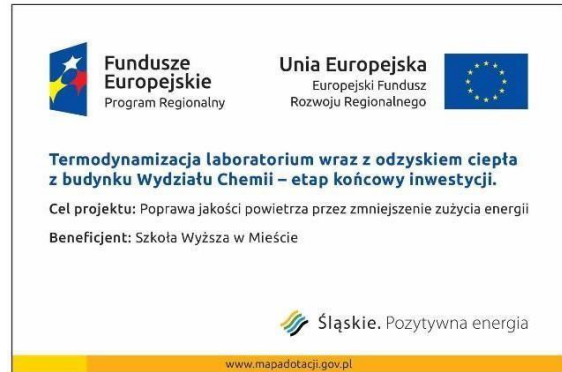 Fundusze
Europejskie
Program Regionalny
Unia Europejska
Europejski Fundusz
Rozwoju Regionalnego
Termodynamizacja laboratorium wraz z odzyskiem ciepła
z budynku Wydziału Chemii – etap końcowy inwestycji.
Cel projektu: Poprawa jakości powietrza przez zmniejszenie zużycia energii
Beneficjent: Szkoła Wyższa w Mieście
Śląskie. Pozytywna energia
www.mapadotacji.gov.pl